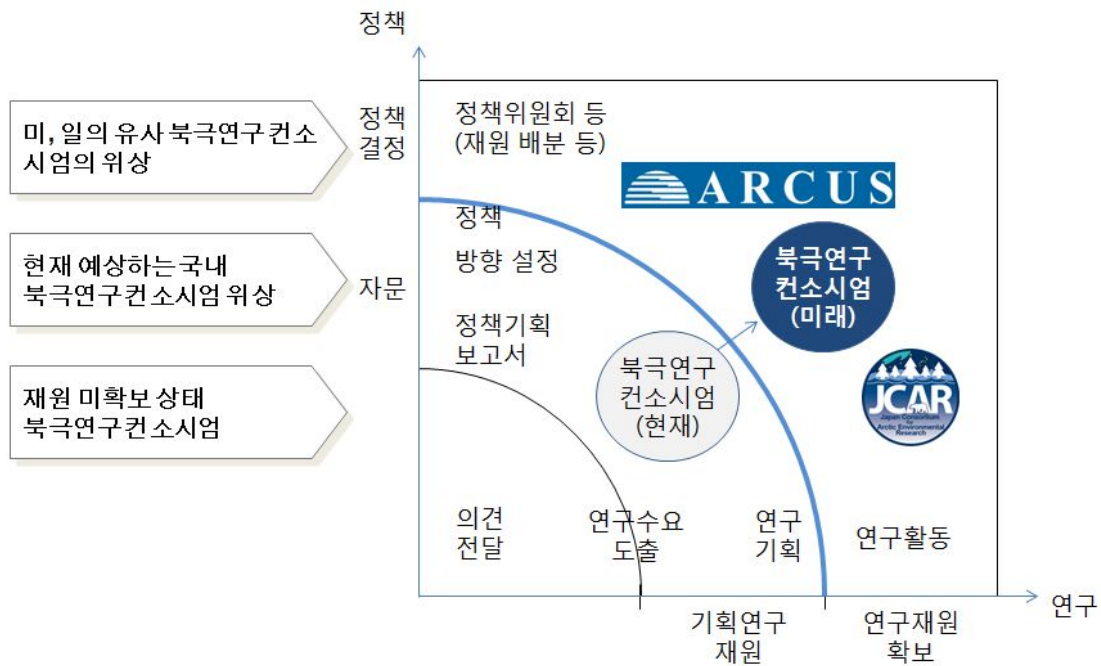 정책
미, 일의 유사 북극연구 컨소
시엄의 위상
현재 예상하는 국내
북극연구컨소시엄 위상
재원 미확보 상태
북극연구컨소시엄
정책
결정
자문
정책위원회 등
(재원 배분 등)
ARCUS
정책
방향 설정
정책기획
보고서
북극연구
컨소시엄
(미래)
북극연구
컨소시엄
(현재)
JCAR
Japan Consortium
for
Arctic Environmental
Research
의견
전달
연구수요
도출
연구
기획
연구활동
연구
기획연구
재원
연구재원
확보